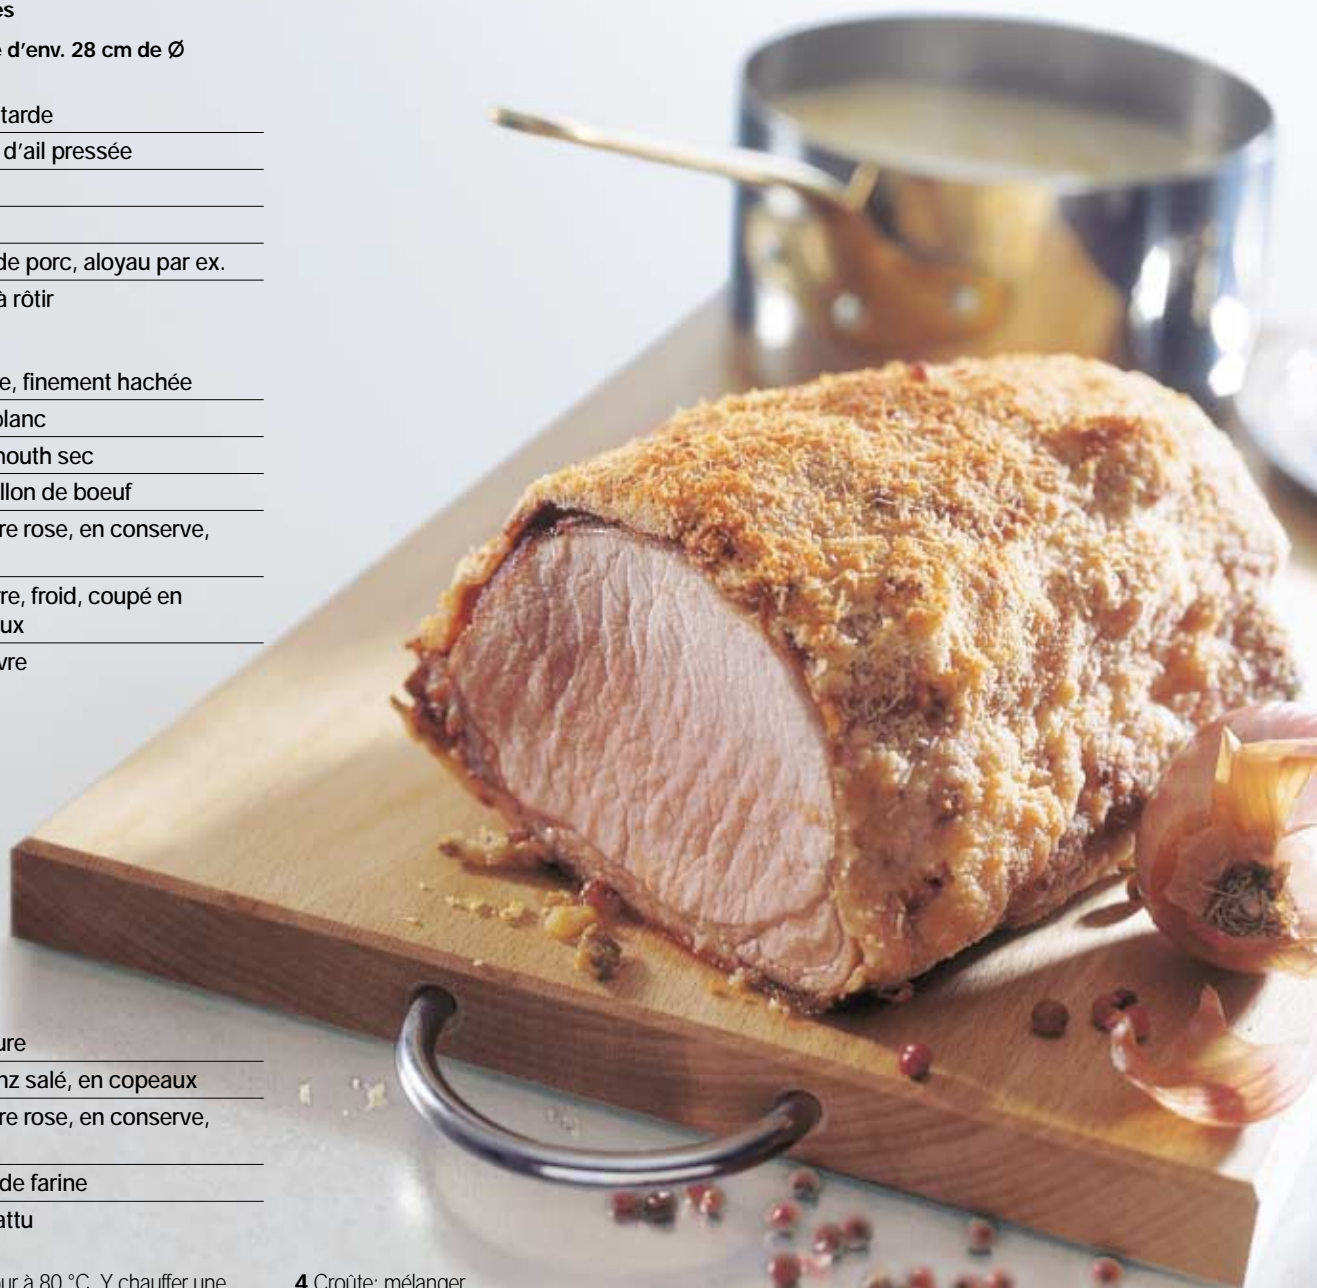 es
e d'env. 28 cm de Ø
tarde
d'ail pressée
de porc, aloyau par ex.
à rôtir
e, finement hachée
blanc
nouth sec
llon de boeuf
re rose, en conserve,
re, froid, coupé en
ux
vre
ure
nz salé, en copeaux
re rose, en conserve,
de farine
attu
ur à 80 °C. Y chauffer une
4 Croûte: mélanger